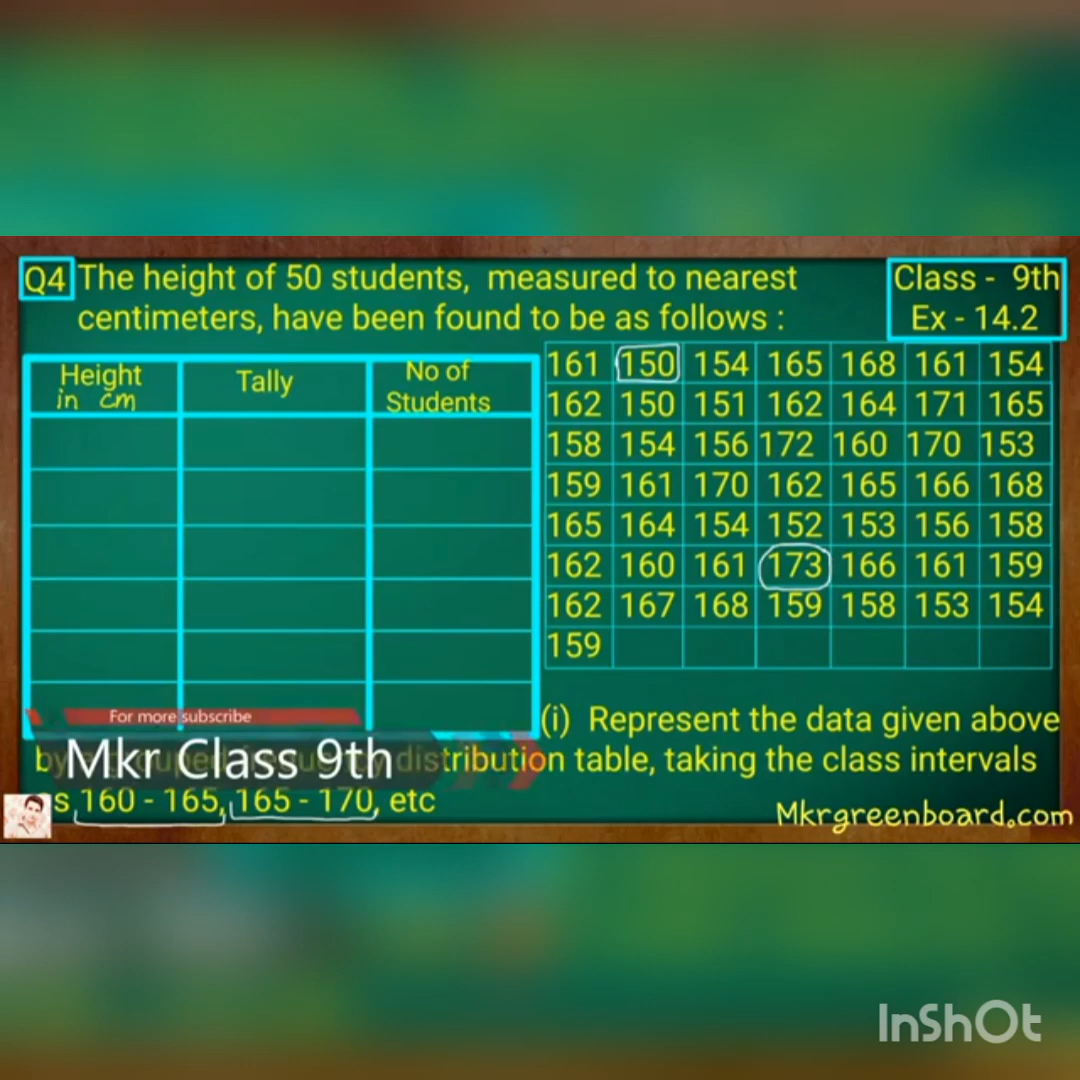 Q4 The height of 50 students, measured to nearest
centimeters, have been found to be as follows :
Class - 9th
Ex - 14.2
Height
in cm
Tally
No of
Students
161 150 154 165 168 161 154
162 150 151 162 164 171 165
158 154 156 172 160 170 153
159 161 170 162 165 166 168
165 164 154 152 153 156 158
162 160 161 173 166 161 159
162 167 168 159 158 153 154
159
(i) Represent the data given above
by distribution table, taking the class intervals
160 - 165, 165 - 170, etc
For more subscribe
Mkr Class 9th
Mkrgreenboard.com
InShOt